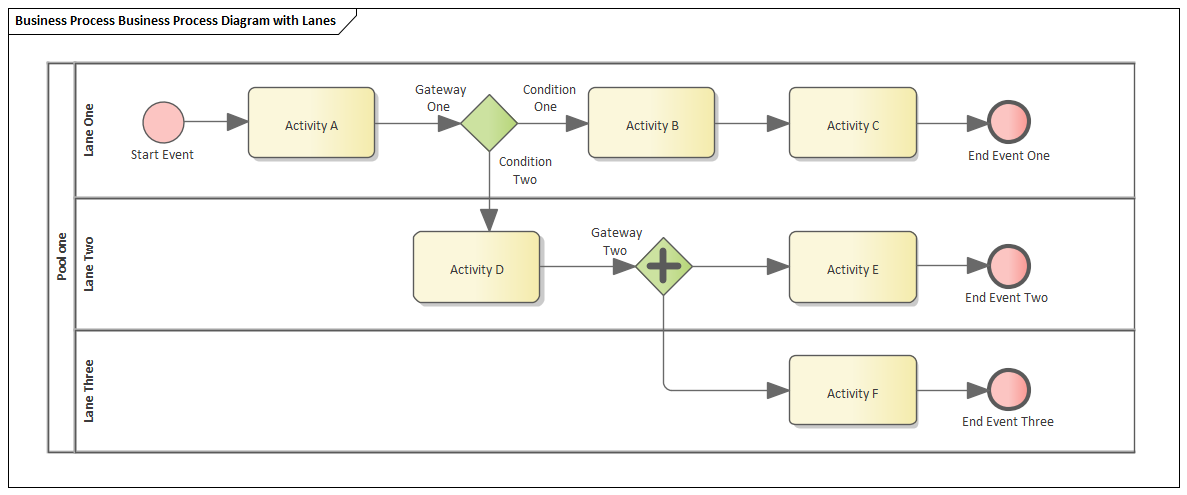 Business Process Business Process Diagram with Lanes
Pool one
Lane One
Start Event
Activity A
Gateway
One
Condition
One
Condition
Two
Activity B
Activity C
End Event One
Lane Two
Activity D
Gateway
Two
Activity E
End Event Two
Lane Three
Activity F
End Event Three